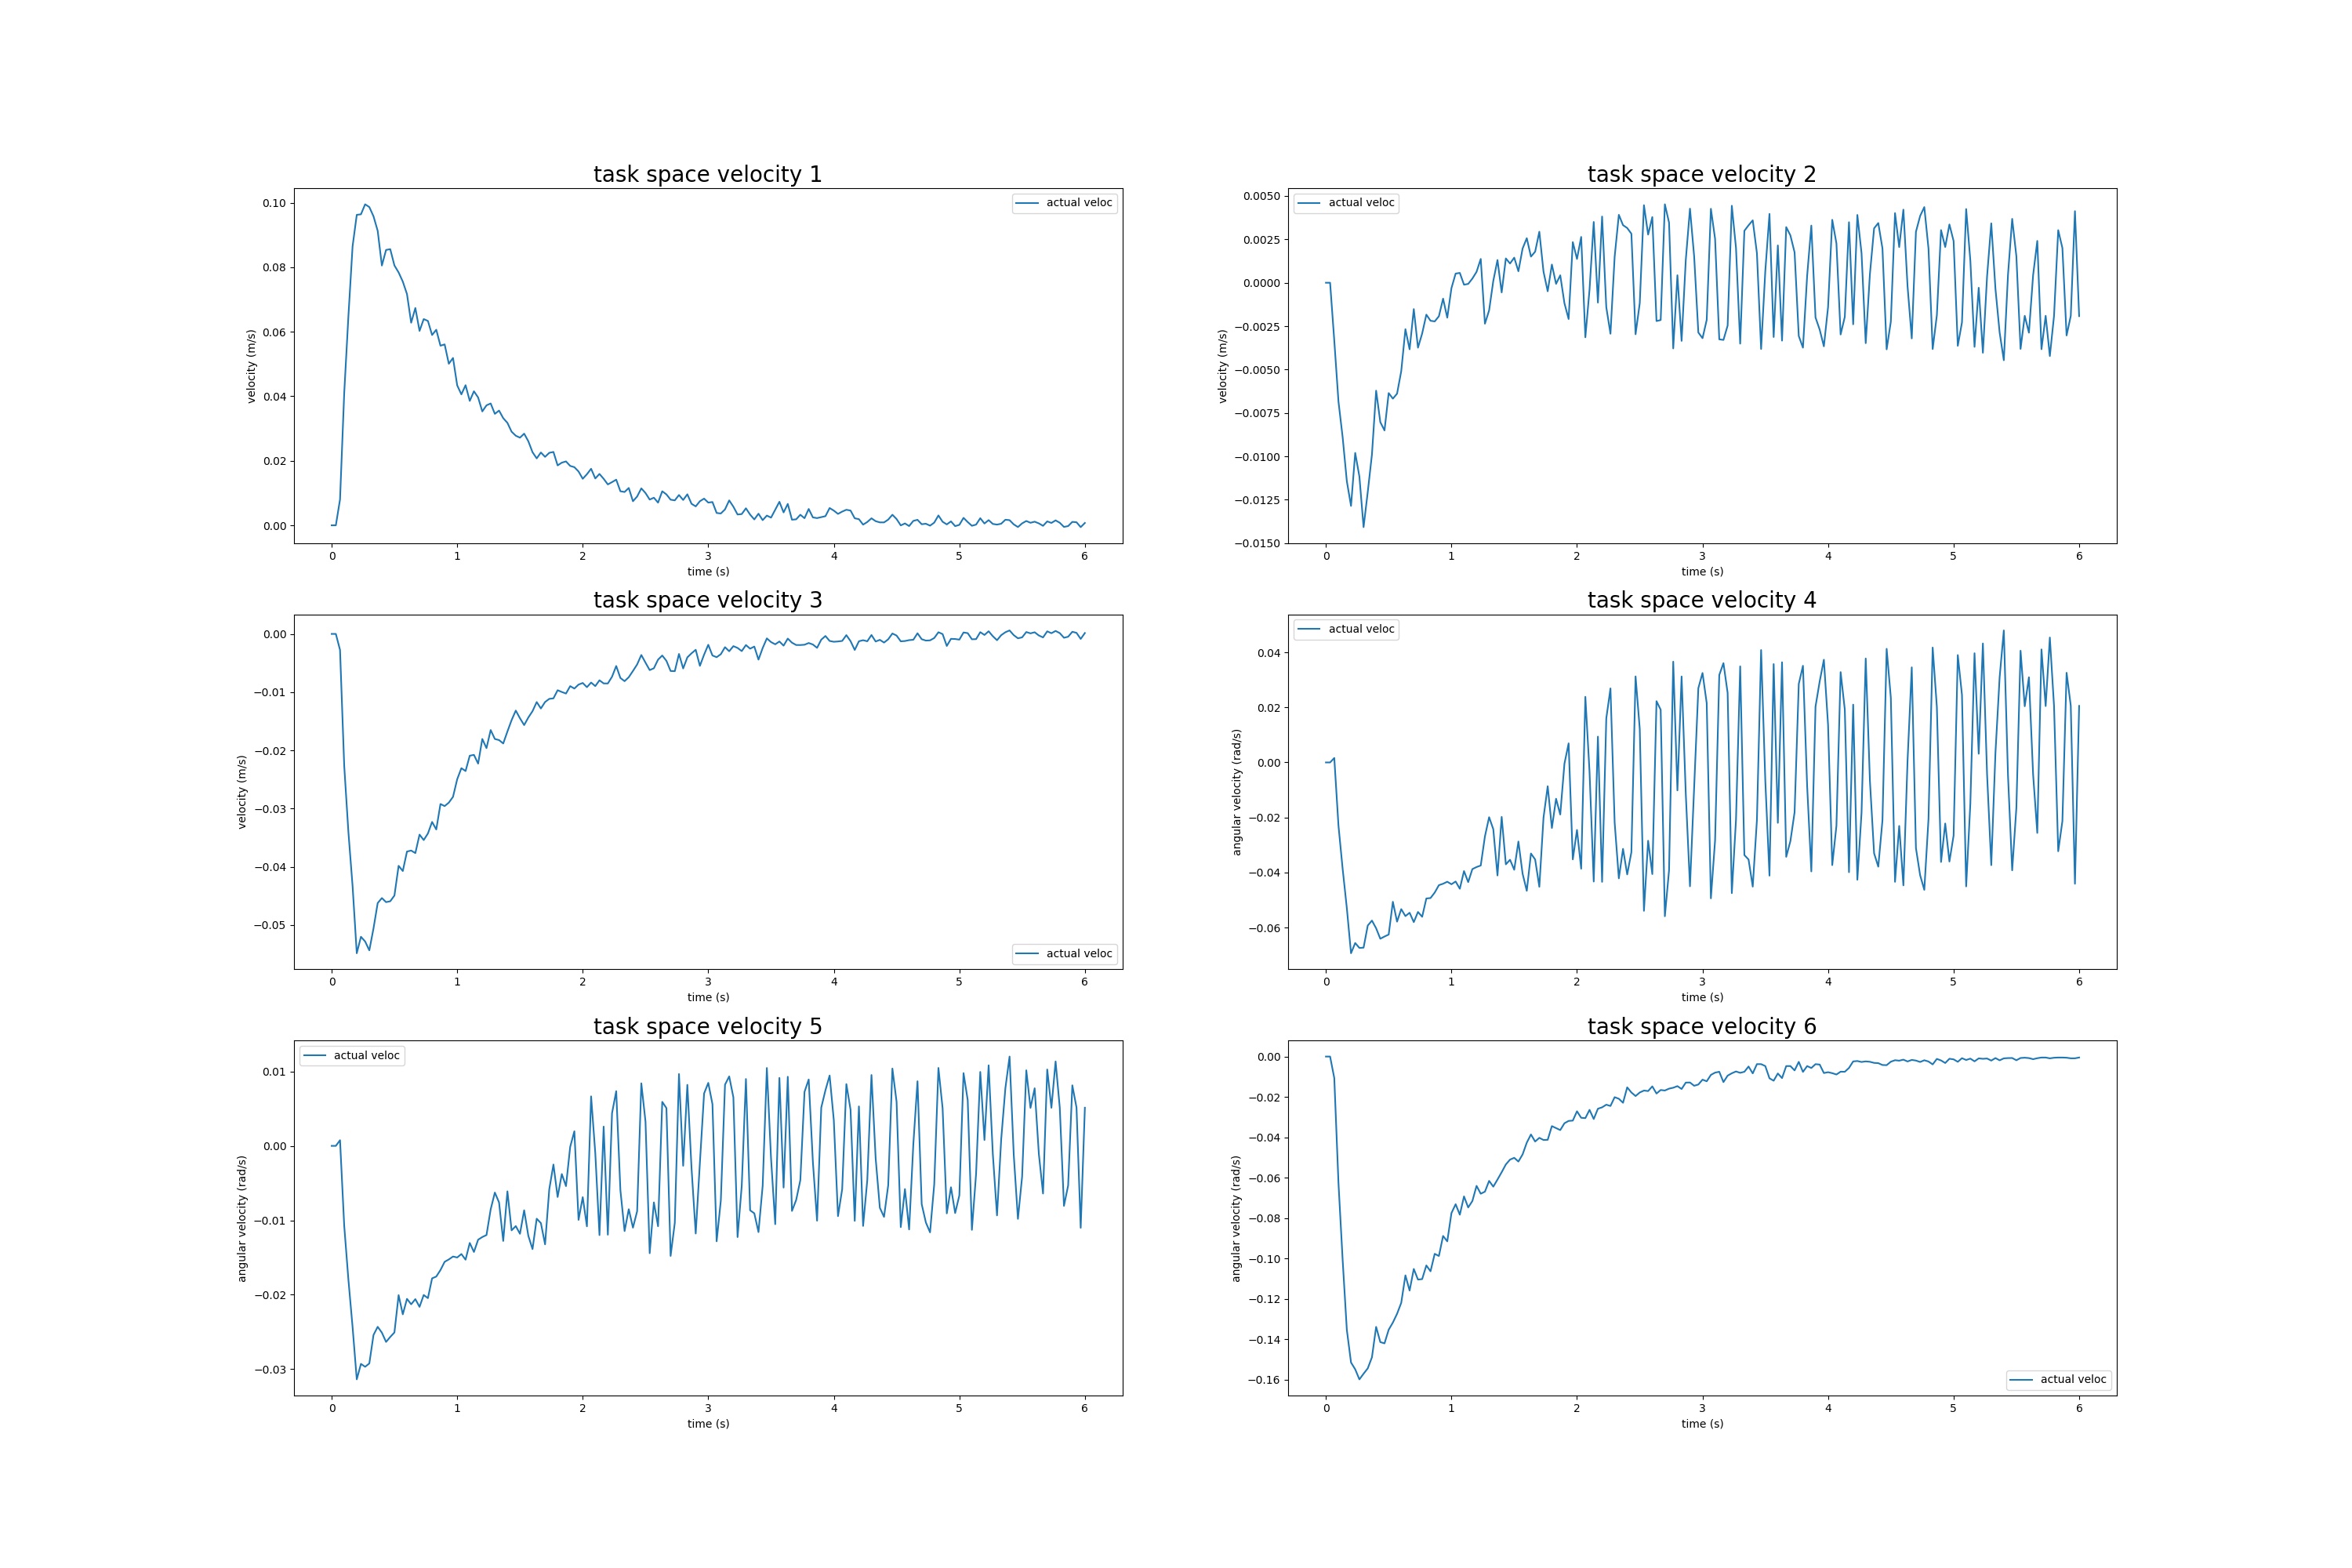 task space velocity 1
0.10
0.08
0.06
0.04
0.02
0.00
velocity (m/s)
actual veloc
0 1 2 3 4 5 6
time (s)
task space velocity 2
0.0050
0.0025
0.0000
−0.0025
−0.0050
−0.0075
−0.0100
−0.0125
−0.0150
velocity (m/s)
actual veloc
0 1 2 3 4 5 6
time (s)
task space velocity 3
0.00
−0.01
−0.02
−0.03
−0.04
−0.05
velocity (m/s)
actual veloc
0 1 2 3 4 5 6
time (s)
task space velocity 4
0.04
0.02
0.00
−0.02
−0.04
−0.06
angular velocity (rad/s)
actual veloc
0 1 2 3 4 5 6
time (s)
task space velocity 5
0.01
0.00
−0.01
−0.02
−0.03
angular velocity (rad/s)
actual veloc
0 1 2 3 4 5 6
time (s)
task space velocity 6
0.00
−0.02
−0.04
−0.06
−0.08
−0.10
−0.12
−0.14
−0.16
angular velocity (rad/s)
actual veloc
0 1 2 3 4 5 6
time (s)